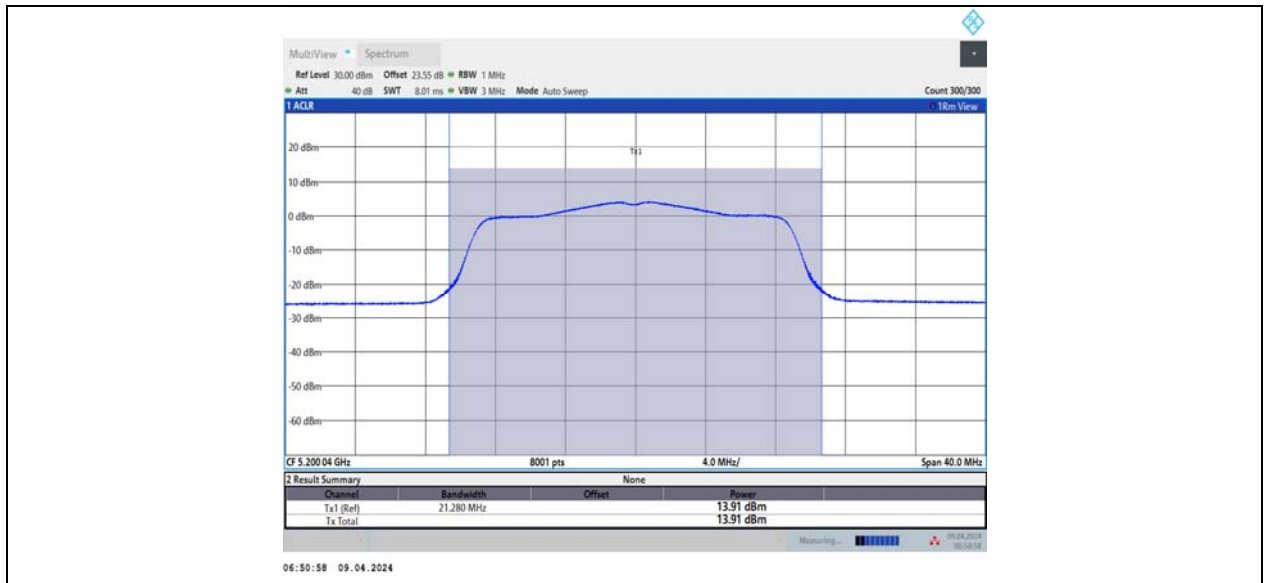 MultiView Spectrum
Ref Level 30.00 dBm Offset 23.55 dB RBW 1 MHz
Att 40 dB SWT 8.01 ms VBW 3 MHz Mode Auto Sweep Count 300/300
1 ACLR 1Rm View
20 dBm
Tx1
10 dBm
0 dBm
-10 dBm
-20 dBm
-30 dBm
-40 dBm
-50 dBm
-60 dBm
CF 5.200 04 GHz 8001 pts 4.0 MHz/ Span 40.0 MHz
2 Result Summary None
Channel Bandwidth Offset Power
Tx1 (Ref) 21.280 MHz 13.91 dBm
Tx Total 13.91 dBm
Measuring... 09.04.2024
06:50:58
06:50:58 09.04.2024